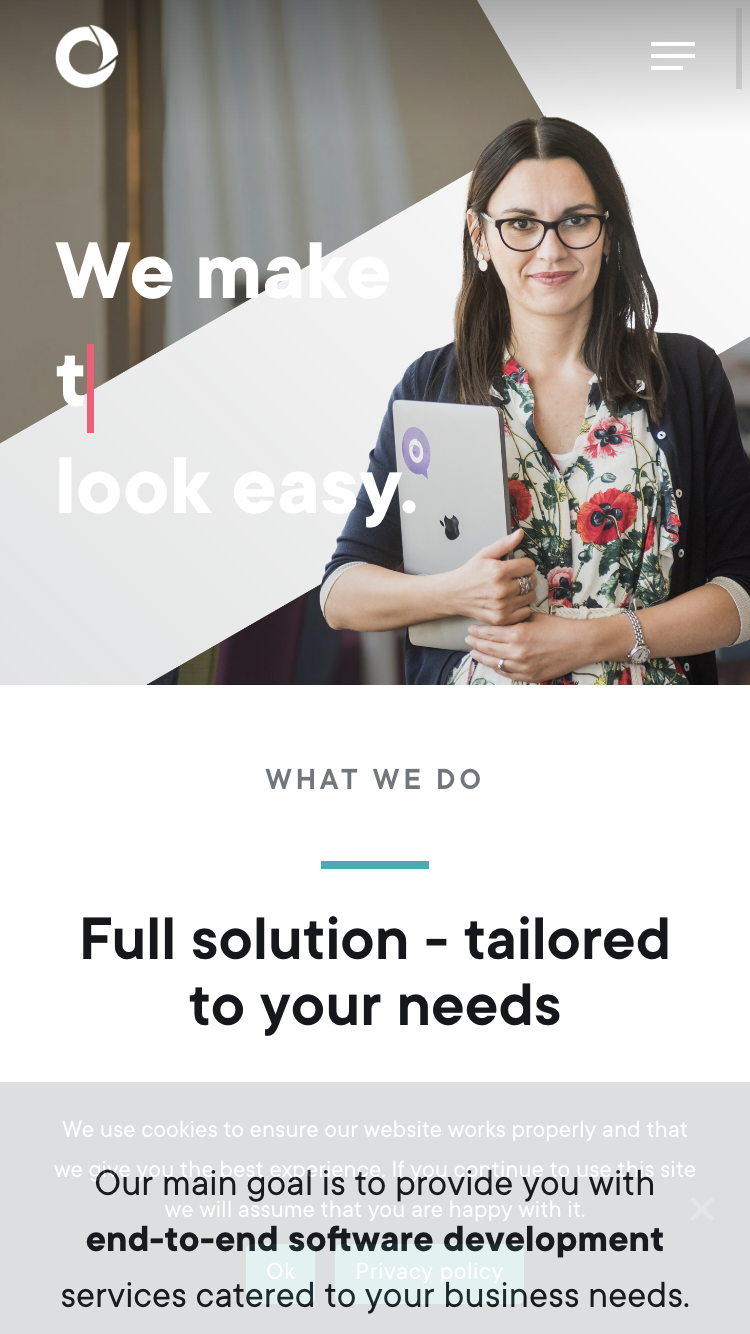 We make
t
look easy.
WHAT WE DO
Full solution - tailored
to your needs
We use cookies to ensure our website works properly and that
we give you the best experience. If you continue to use this site
we will assume that you are happy with it.
Our main goal is to provide you with
end-to-end software development
Ok Privacy policy
services catered to your business needs.